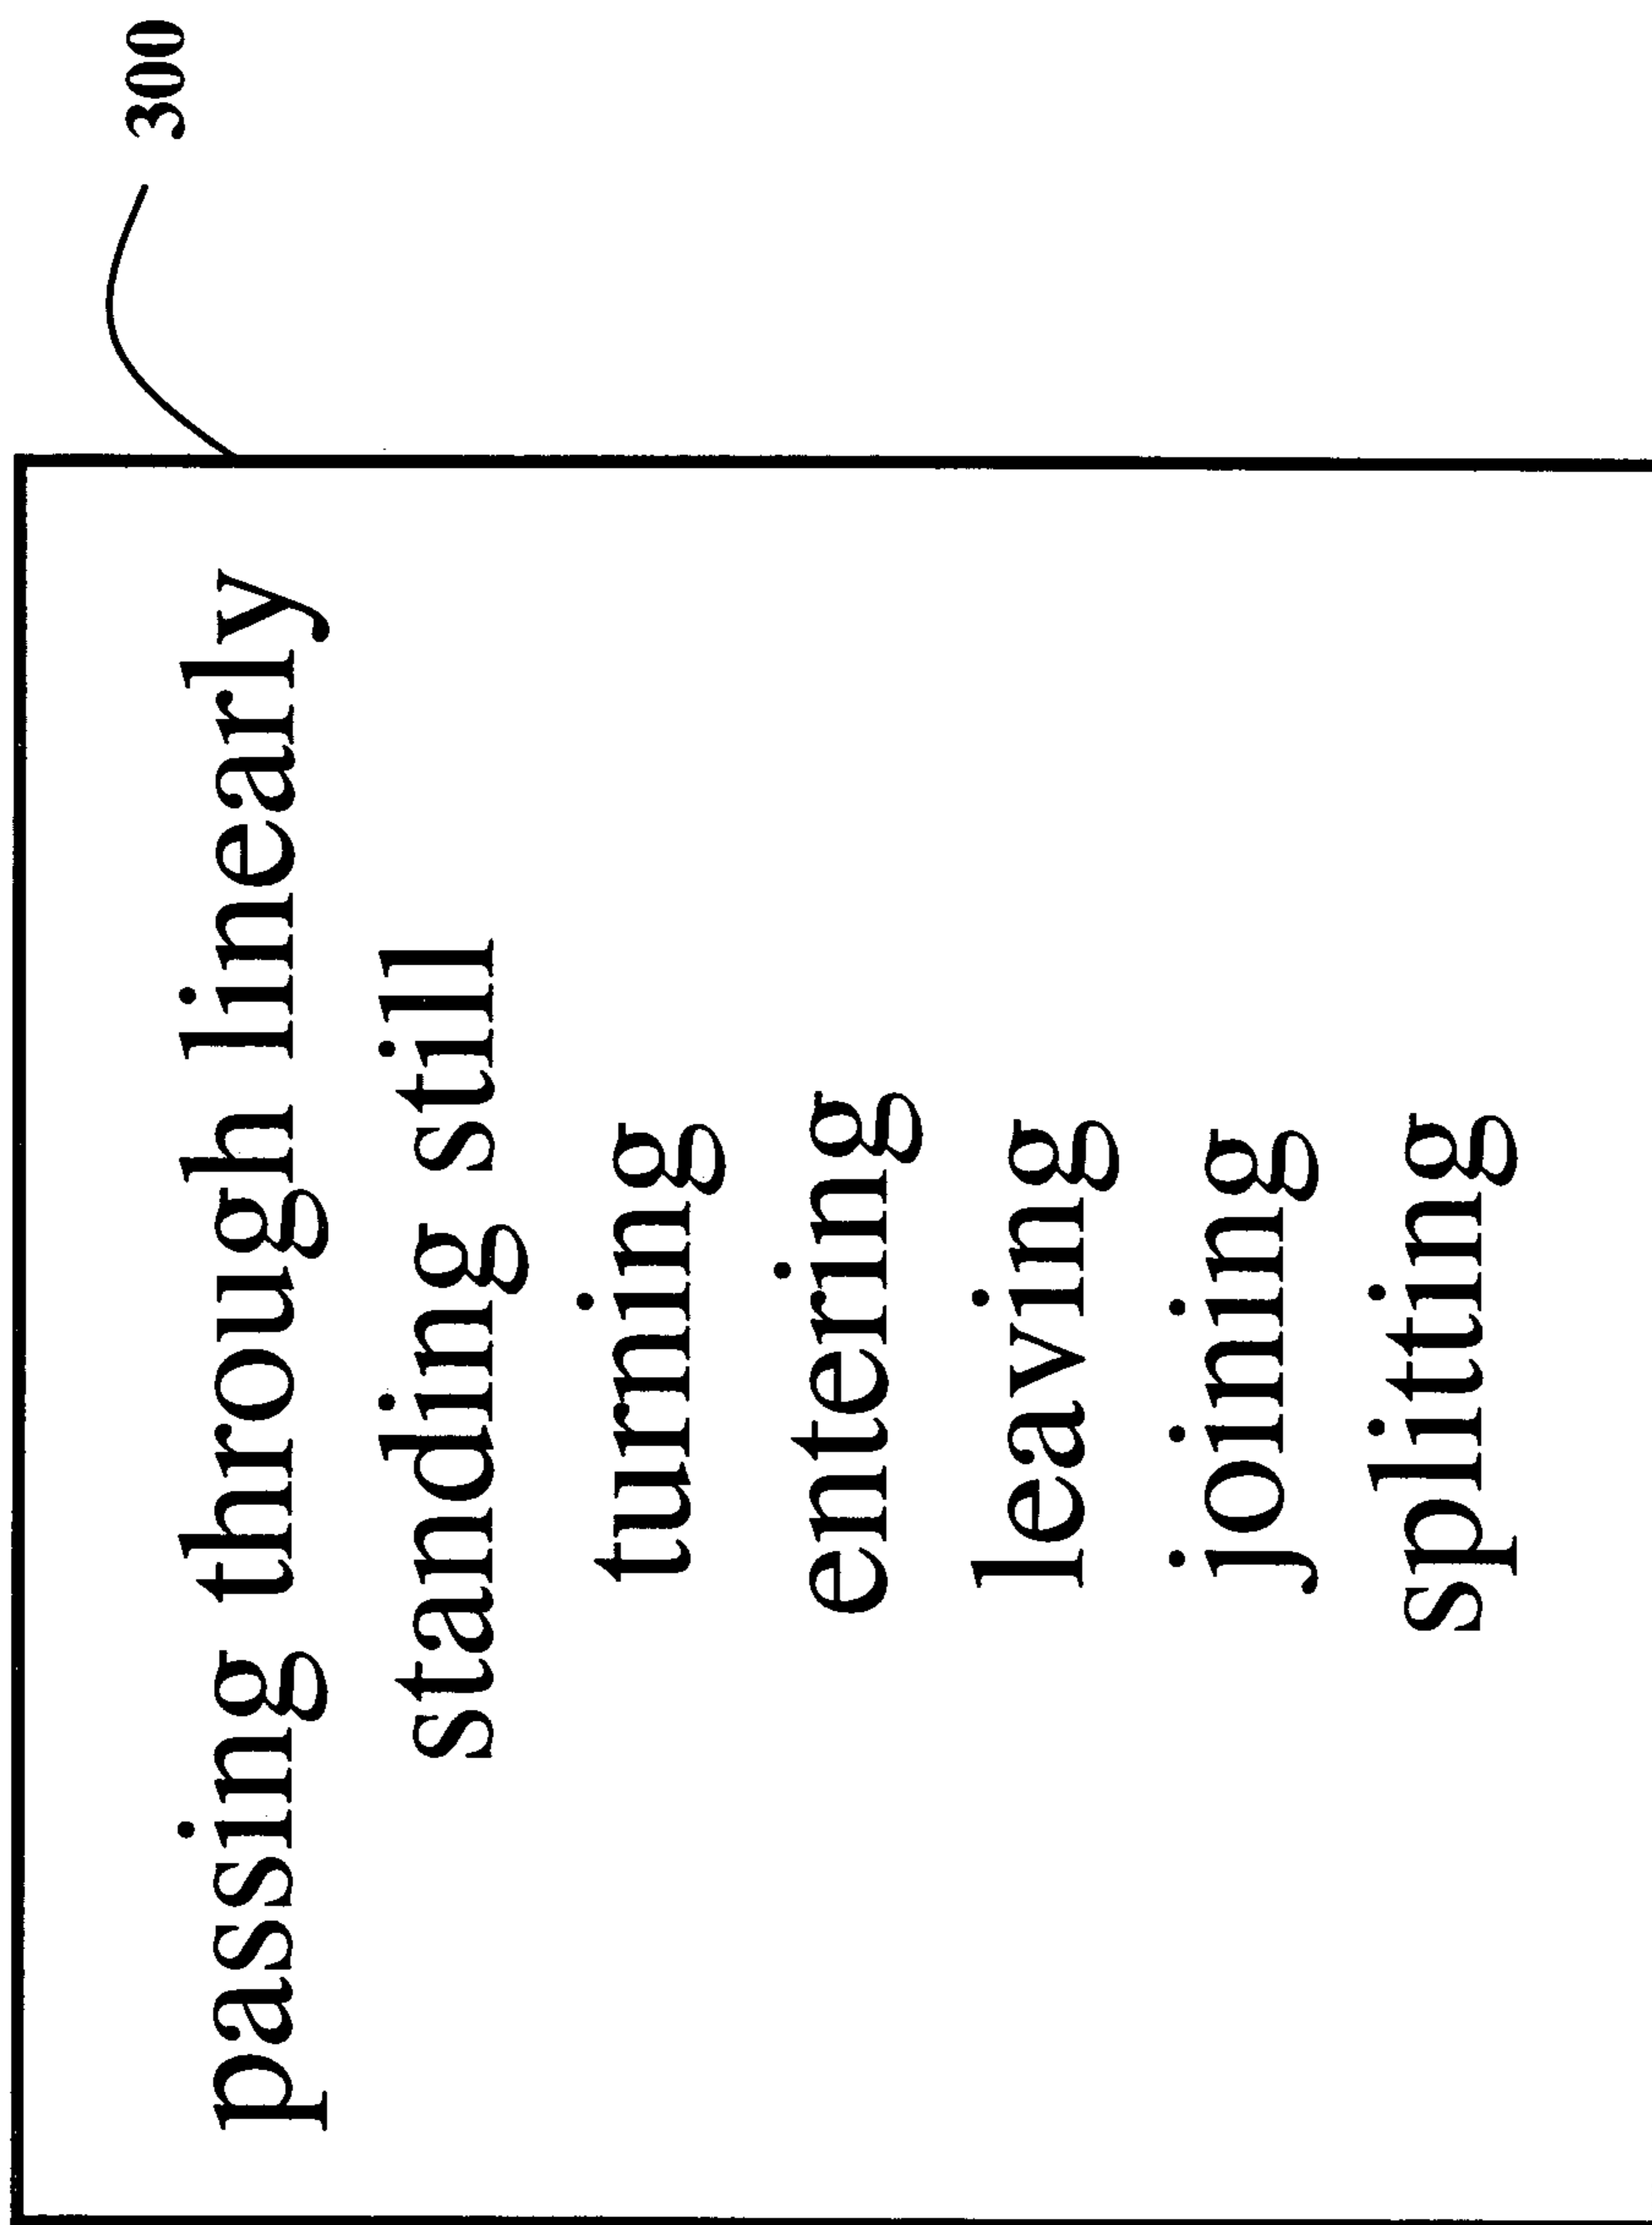 300
passing through linearly
standing still
turning
entering
leaving
joining
splitting